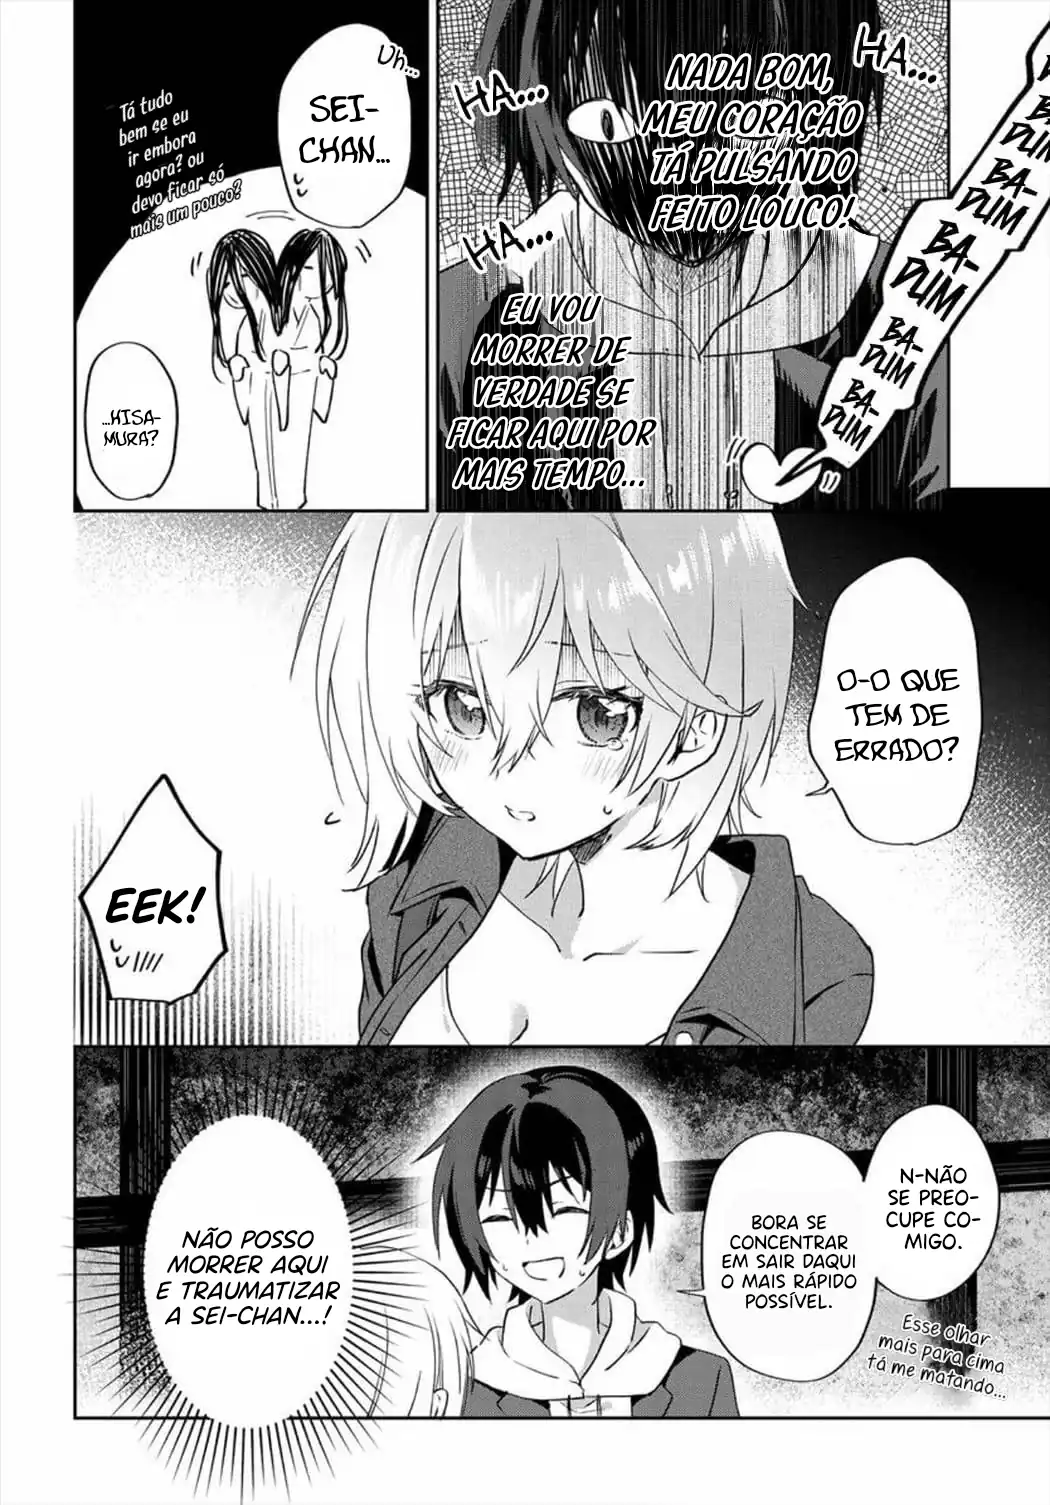 HA...
NADA BOM,
MEU CORAÇÃO
TÁ PULSANDO
FEITO LOUCO!
HA...
HA...
BA-
DUM
BA-
DUM
BA-
DUM
BA-
DUM
BA-
DUM
BA-
DUM
EU VOU
MORRER DE
VERDADE SE
FICAR AQUI POR
MAIS TEMPO...
Uh...
SEI-
CHAN...
Tá tudo
bem se eu
ir embora
agora? ou
devo ficar só
mais um pouco?
...HISA-
MURA?
O-O QUE
TEM DE
ERRADO?
EEK!
N-NÃO
SE PREO-
CUPE CO-
MIGO.
BORA SE
CONCENTRAR
EM SAIR DAQUI
O MAIS RÁPIDO
POSSÍVEL.
Esse olhar
mais para cima
tá me matando...
NÃO POSSO
MORRER AQUI
E TRAUMATIZAR
A SEI-CHAN...!